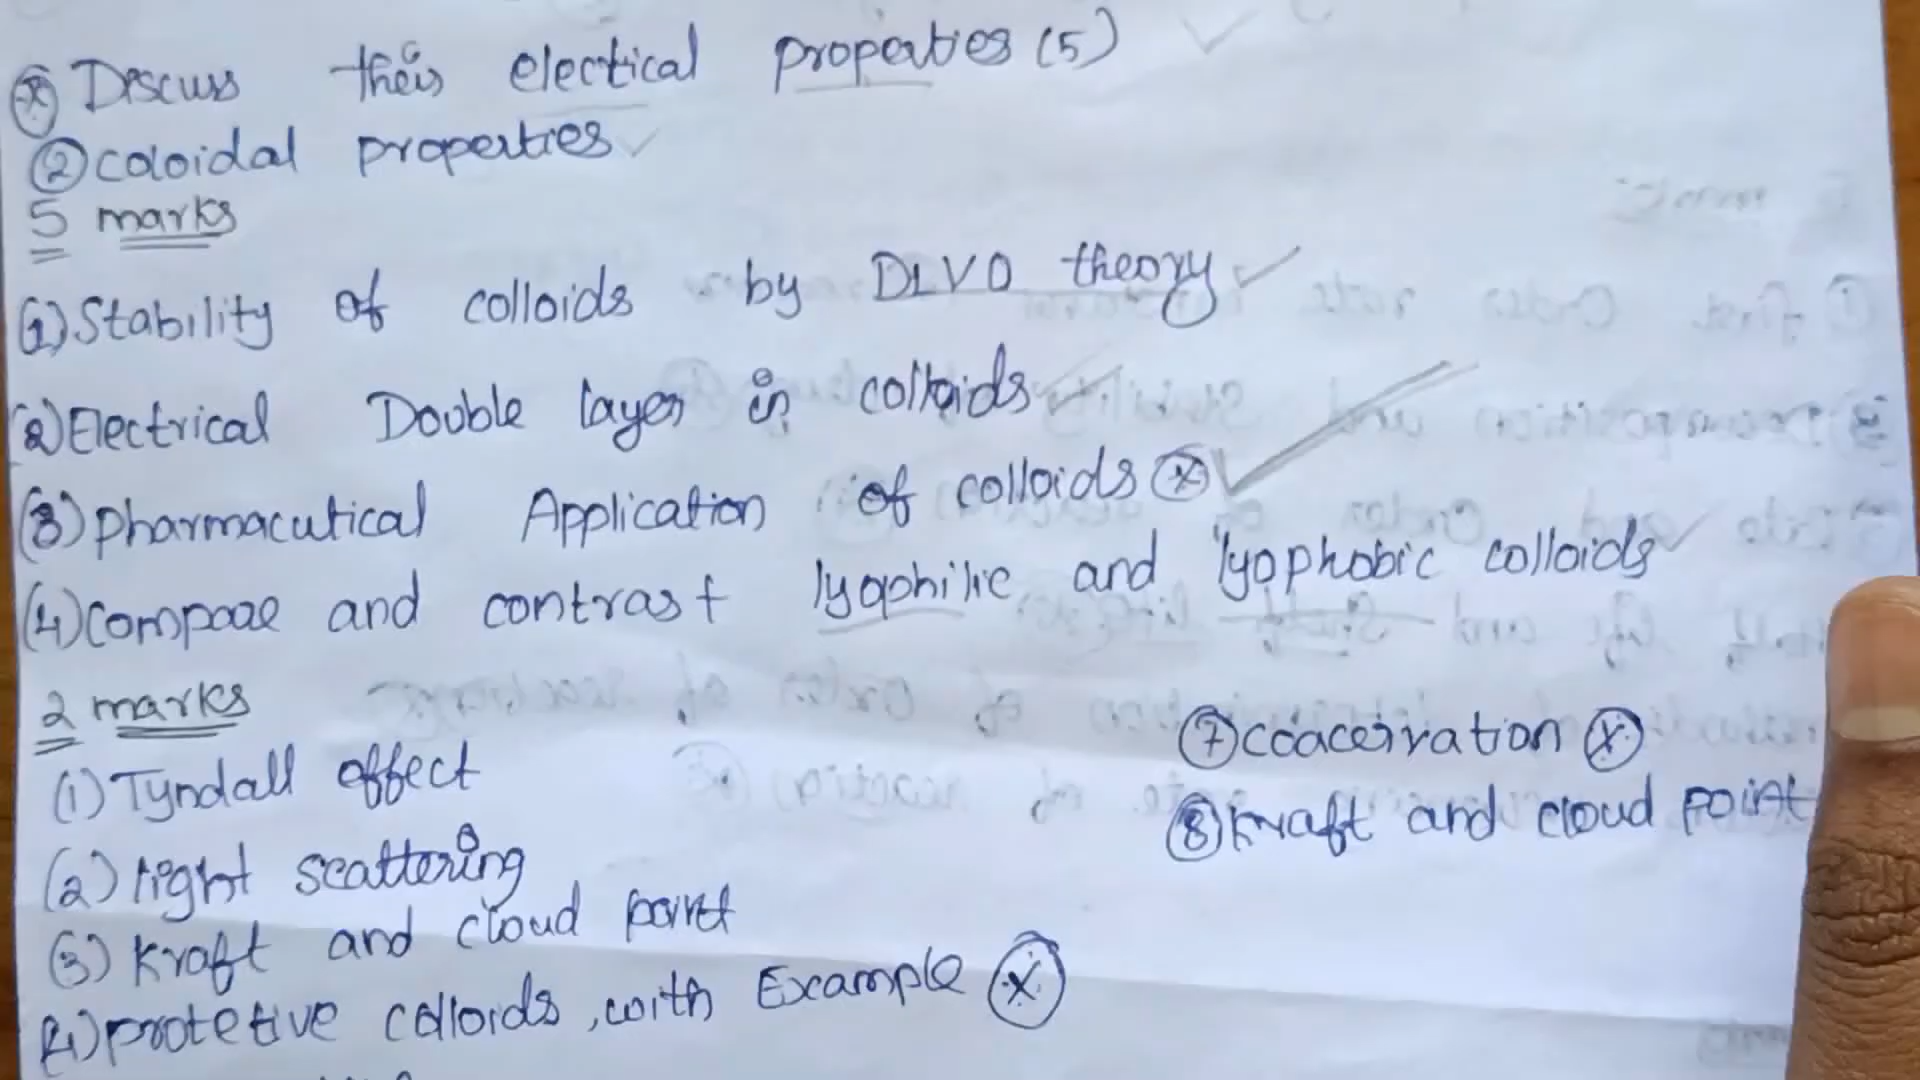 Discuss their electical properties (5)
② coloidal properties
5 marks
(1) Stability of colloids by DLVO theory
(2) Electrical Double layer in colloids
(3) pharmacutical Application of colloids
(4) compare and contrast lyophilic and lyophobic colloids
2 marks
(1) Tyndall effect
(2) light scattering
(3) kraft and cloud point
(4) protetive colloids, with Example
⑦ coacervation
⑧ kraft and cloud point